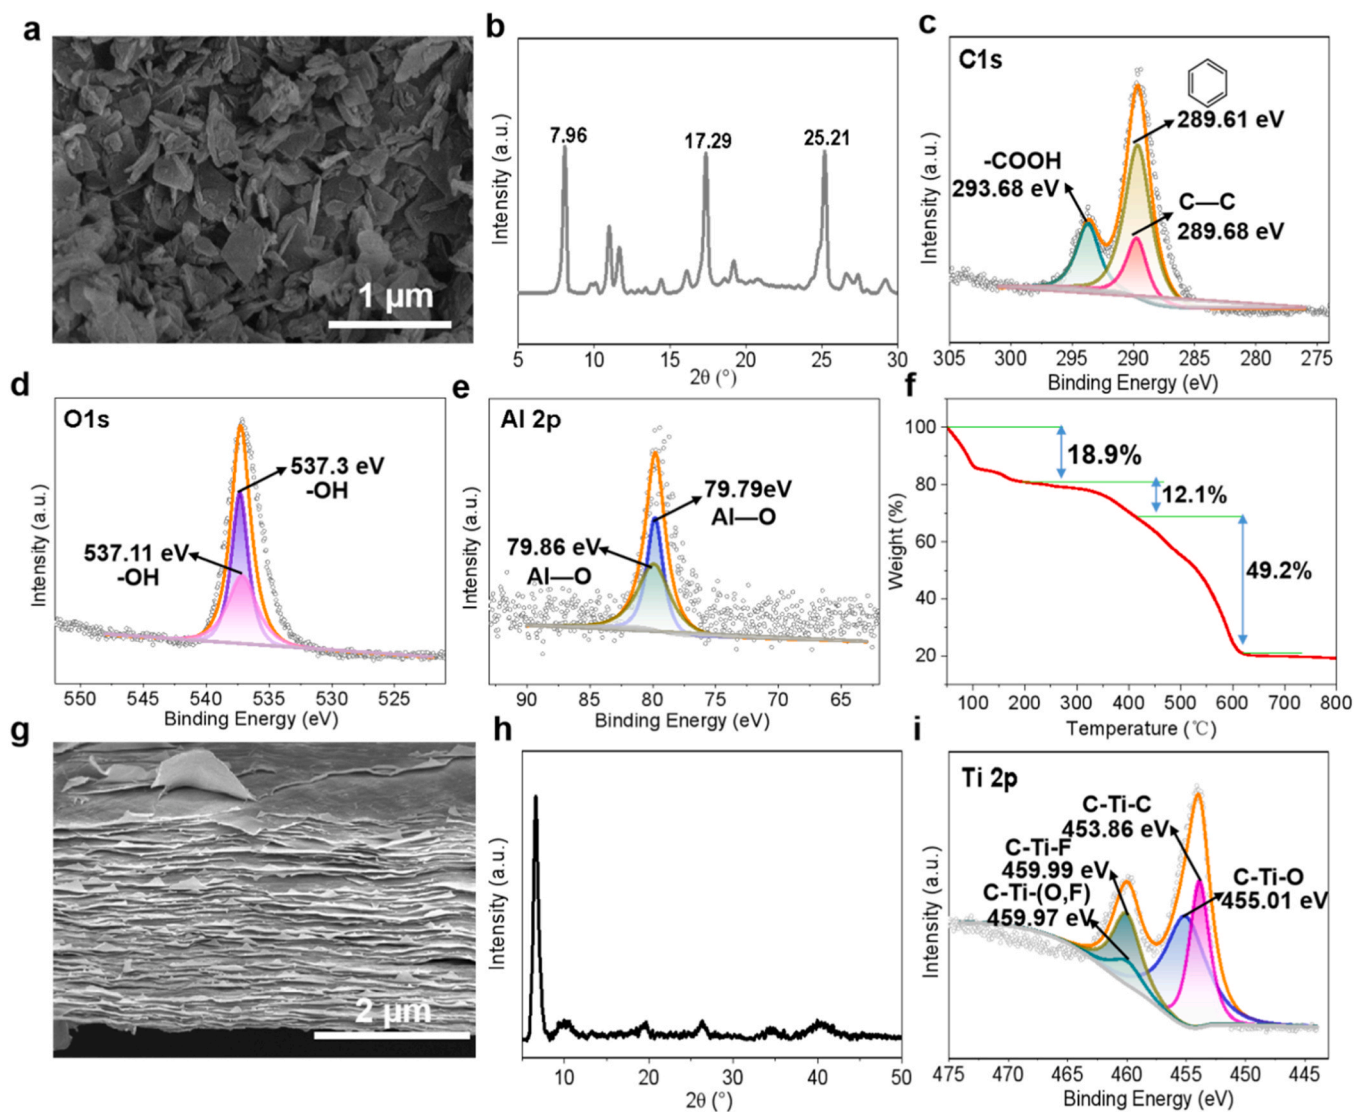 a
1 μm
b
Intensity (a.u.)
7.96
17.29
25.21
5
10
15
20
25
30
2θ (°)
c
C1s
Intensity (a.u.)
289.61 eV
-COOH
293.68 eV
C—C
289.68 eV
305
300
295
290
285
280
275
Binding Energy (eV)
d
O1s
Intensity (a.u.)
537.3 eV
-OH
537.11 eV
-OH
550
545
540
535
530
525
Binding Energy (eV)
e
Al 2p
Intensity (a.u.)
79.79eV
Al—O
79.86 eV
Al—O
90
85
80
75
70
65
Binding Energy (eV)
f
Weight (%)
100
80
60
40
20
18.9%
12.1%
49.2%
100
200
300
400
500
600
700
800
Temperature (℃)
g
2 μm
h
Intensity (a.u.)
10
20
30
40
50
2θ (°)
i
Ti 2p
Intensity (a.u.)
C-Ti-C
453.86 eV
C-Ti-F
459.99 eV
C-Ti-(O,F)
459.97 eV
C-Ti-O
455.01 eV
475
470
465
460
455
450
445
Binding Energy (eV)